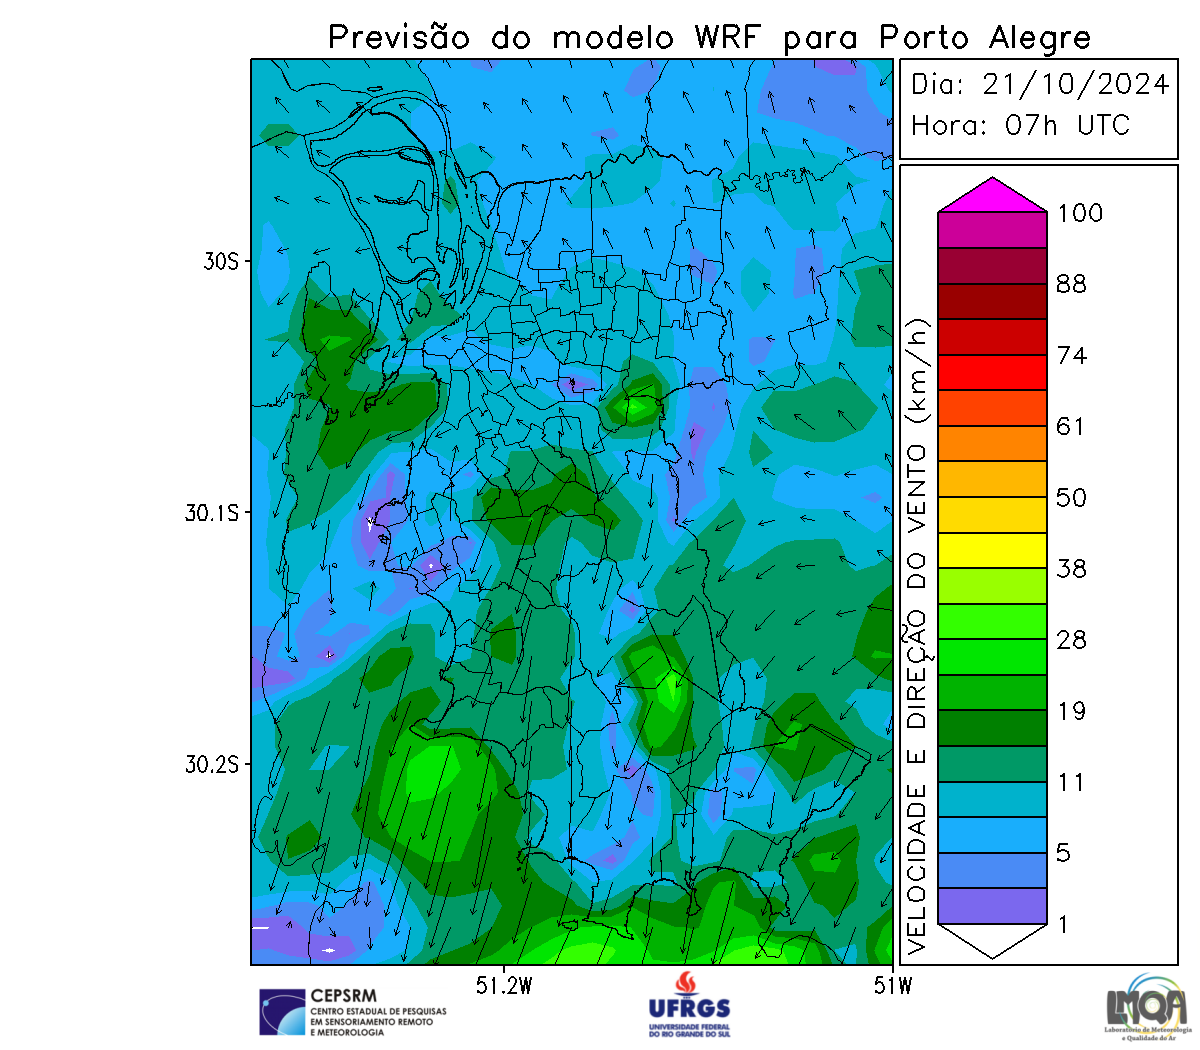 Previsão do modelo WRF para Porto Alegre
Dia: 21/10/2024
Hora: 07h UTC
100
88
74
61
50
38
28
19
11
5
1
VELOCIDADE E DIREÇÃO DO VENTO (km/h)
30S
30.1S
30.2S
51.2W
51W
CEPSRM
CENTRO ESTADUAL DE PESQUISAS
EM SENSORIAMENTO REMOTO
E METEOROLOGIA
UFRGS
UNIVERSIDADE FEDERAL
DO RIO GRANDE DO SUL
LMQA
Laboratório de Meteorologia
e Qualidade do Ar